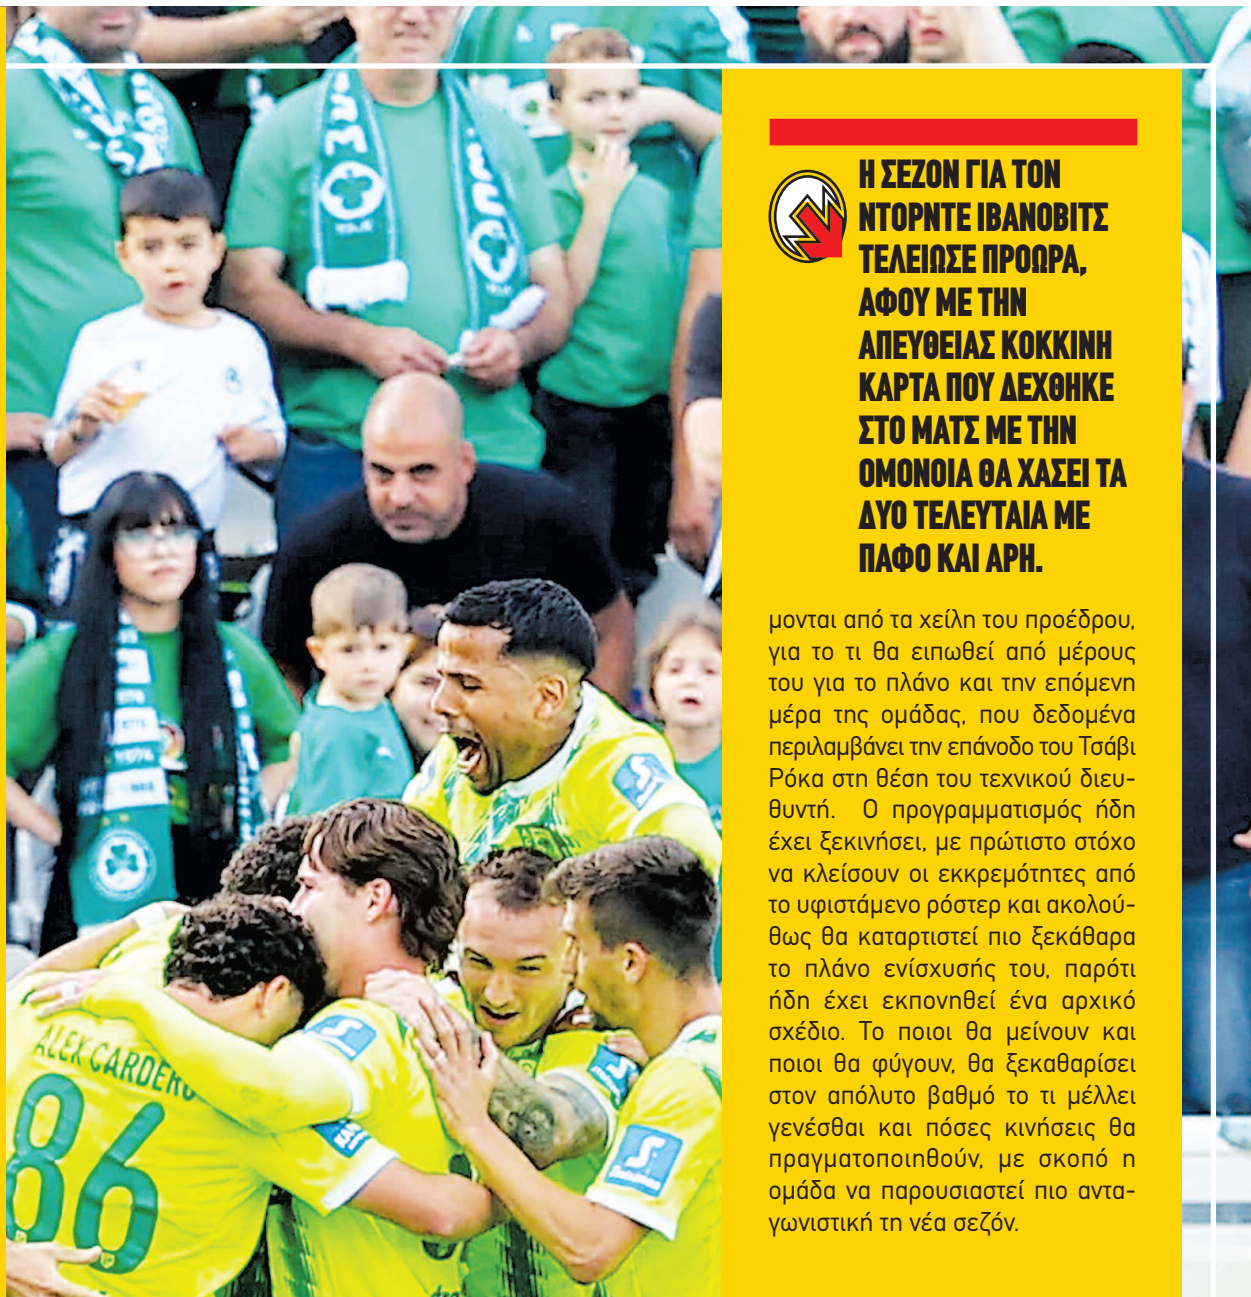 Η ΣΕΖΟΝ ΓΙΑ ΤΟΝ
ΝΤΟΡΝΤΕ ΙΒΑΝΟΒΙΤΣ
ΤΕΛΕΙΩΣΕ ΠΡΟΩΡΑ,
ΑΦΟΥ ΜΕ ΤΗΝ
ΑΠΕΥΘΕΙΑΣ ΚΟΚΚΙΝΗ
ΚΑΡΤΑ ΠΟΥ ΔΕΧΘΗΚΕ
ΣΤΟ ΜΑΤΣ ΜΕ ΤΗΝ
ΟΜΟΝΟΙΑ ΘΑ ΧΑΣΕΙ ΤΑ
ΔΥΟ ΤΕΛΕΥΤΑΙΑ ΜΕ
ΠΑΦΟ ΚΑΙ ΑΡΗ.
μονται από τα χείλη του προέδρου,
για το τι θα ειπωθεί από μέρους
του για το πλάνο και την επόμενη
μέρα της ομάδας, που δεδομένα
περιλαμβάνει την επάνοδο του Τσάβι
Ρόκα στη θέση του τεχνικού διευ-
θυντή. Ο προγραμματισμός ήδη
έχει ξεκινήσει, με πρώτιστο στόχο
να κλείσουν οι εκκρεμότητες από
το υφιστάμενο ρόστερ και ακολού-
θως θα καταρτιστεί πιο ξεκάθαρα
το πλάνο ενίσχυσής του, παρότι
ήδη έχει εκπονηθεί ένα αρχικό
σχέδιο. Το ποιοι θα μείνουν και
ποιοι θα φύγουν, θα ξεκαθαρίσει
στον απόλυτο βαθμό το τι μέλλει
γενέσθαι και πόσες κινήσεις θα
πραγματοποιηθούν, με σκοπό η
ομάδα να παρουσιαστεί πιο αντα-
γωνιστική τη νέα σεζόν.
ALEX CARDERO
86